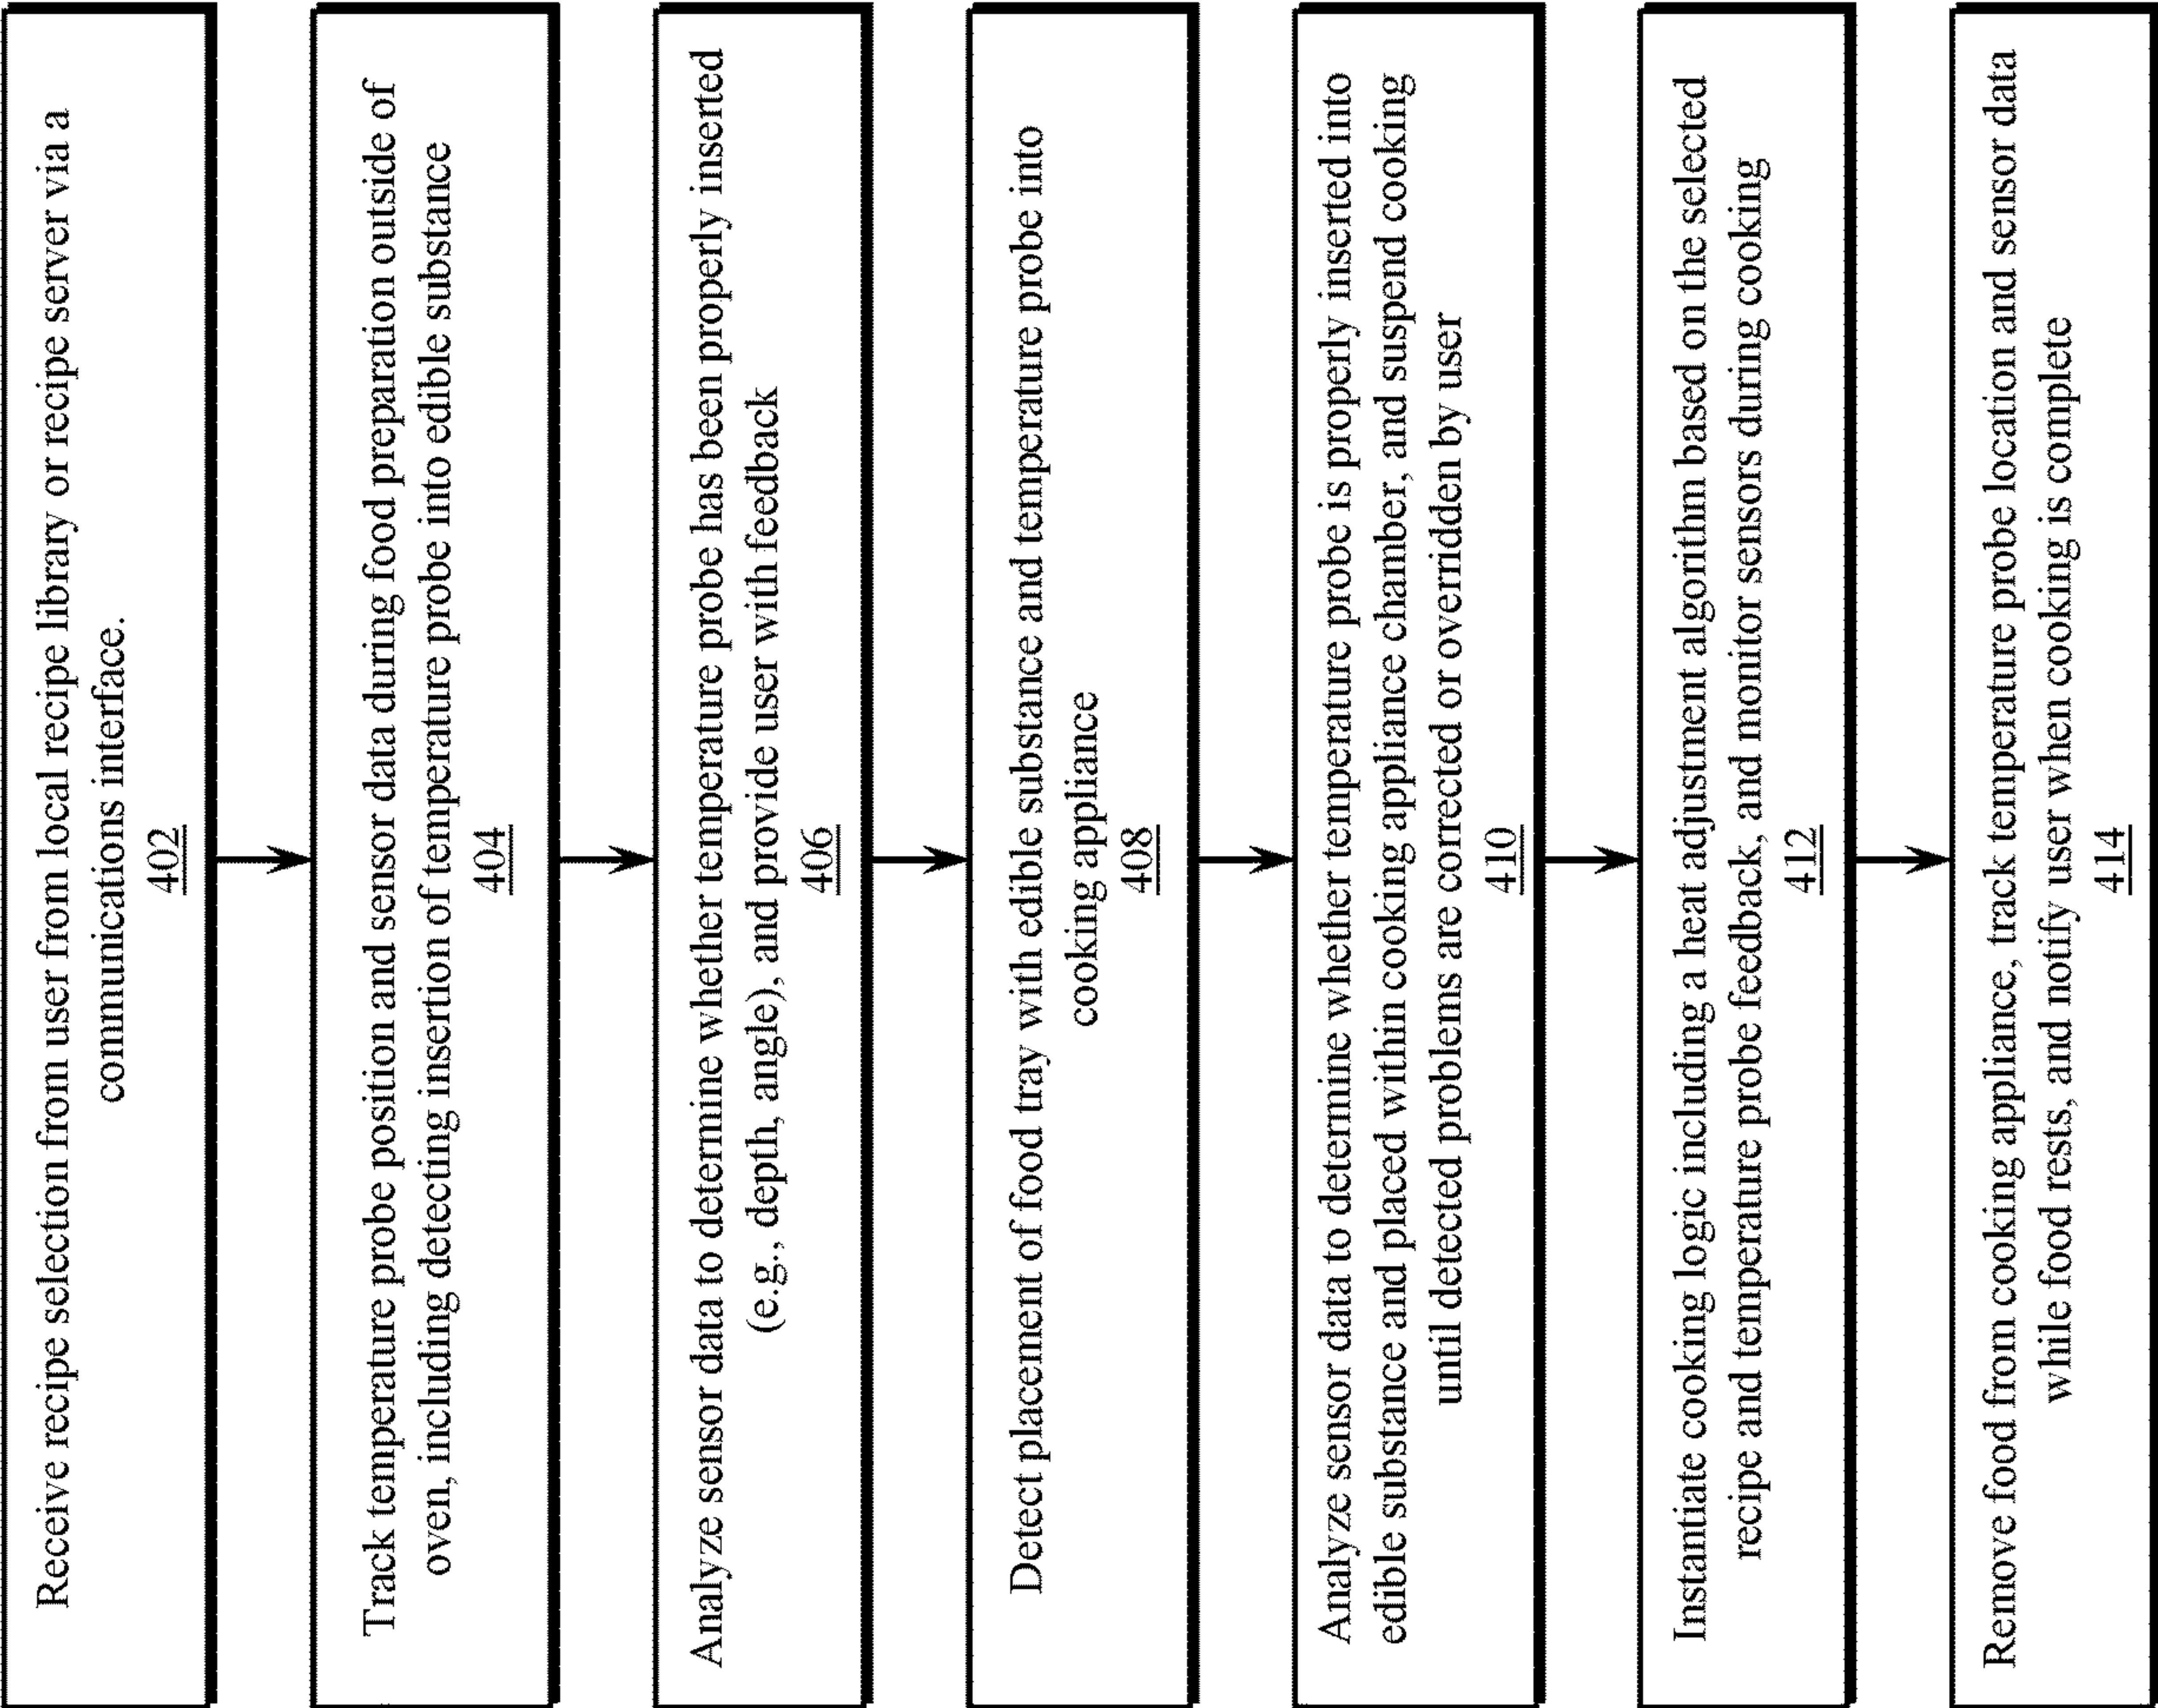 Receive recipe selection from user from local recipe library or recipe server via a
communications interface.
402
Track temperature probe position and sensor data during food preparation outside of
oven, including detecting insertion of temperature probe into edible substance
404
Analyze sensor data to determine whether temperature probe has been properly inserted
(e.g., depth, angle), and provide user with feedback
406
Detect placement of food tray with edible substance and temperature probe into
cooking appliance
408
Analyze sensor data to determine whether temperature probe is properly inserted into
edible substance and placed within cooking appliance chamber, and suspend cooking
until detected problems are corrected or overridden by user
410
Instantiate cooking logic including a heat adjustment algorithm based on the selected
recipe and temperature probe feedback, and monitor sensors during cooking
412
Remove food from cooking appliance, track temperature probe location and sensor data
while food rests, and notify user when cooking is complete
414